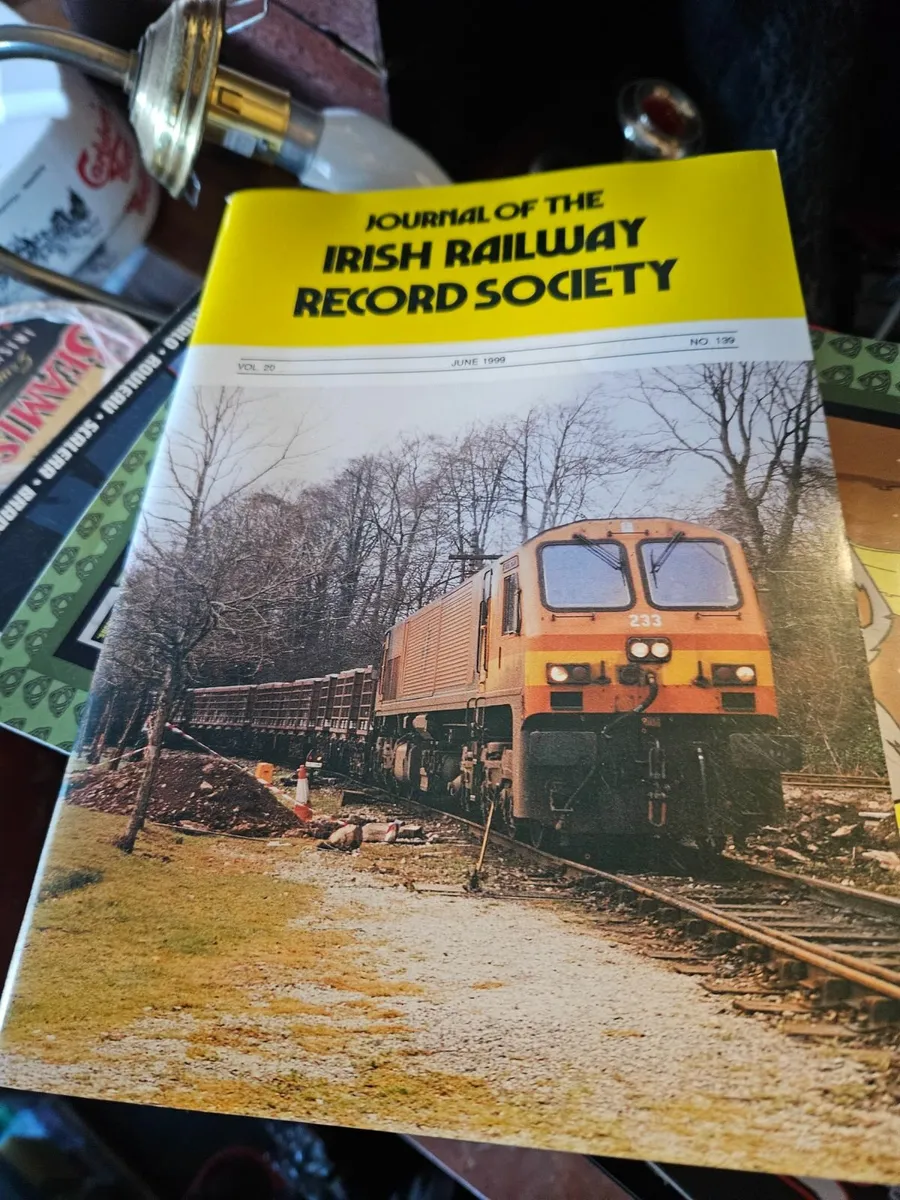 JOURNAL OF THE
IRISH RAILWAY
RECORD SOCIETY
VOL. 20
JUNE 1999
NO. 139
233